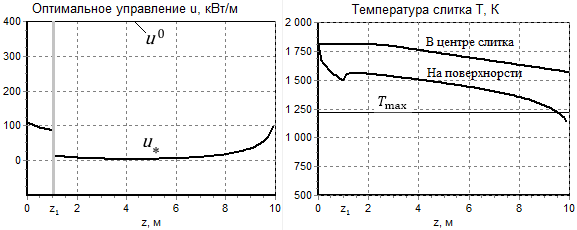 Оптимальное управление u, кВт/м
400
300
200
100
0
u⁰
u*
0
z₁
2
4
6
8
10
z, м
Температура слитка T, К
2 000
1 750
1 500
1 250
1 000
750
500
В центре слитка
На поверхности
Tmax
0
z₁
2
4
6
8
10
z, м